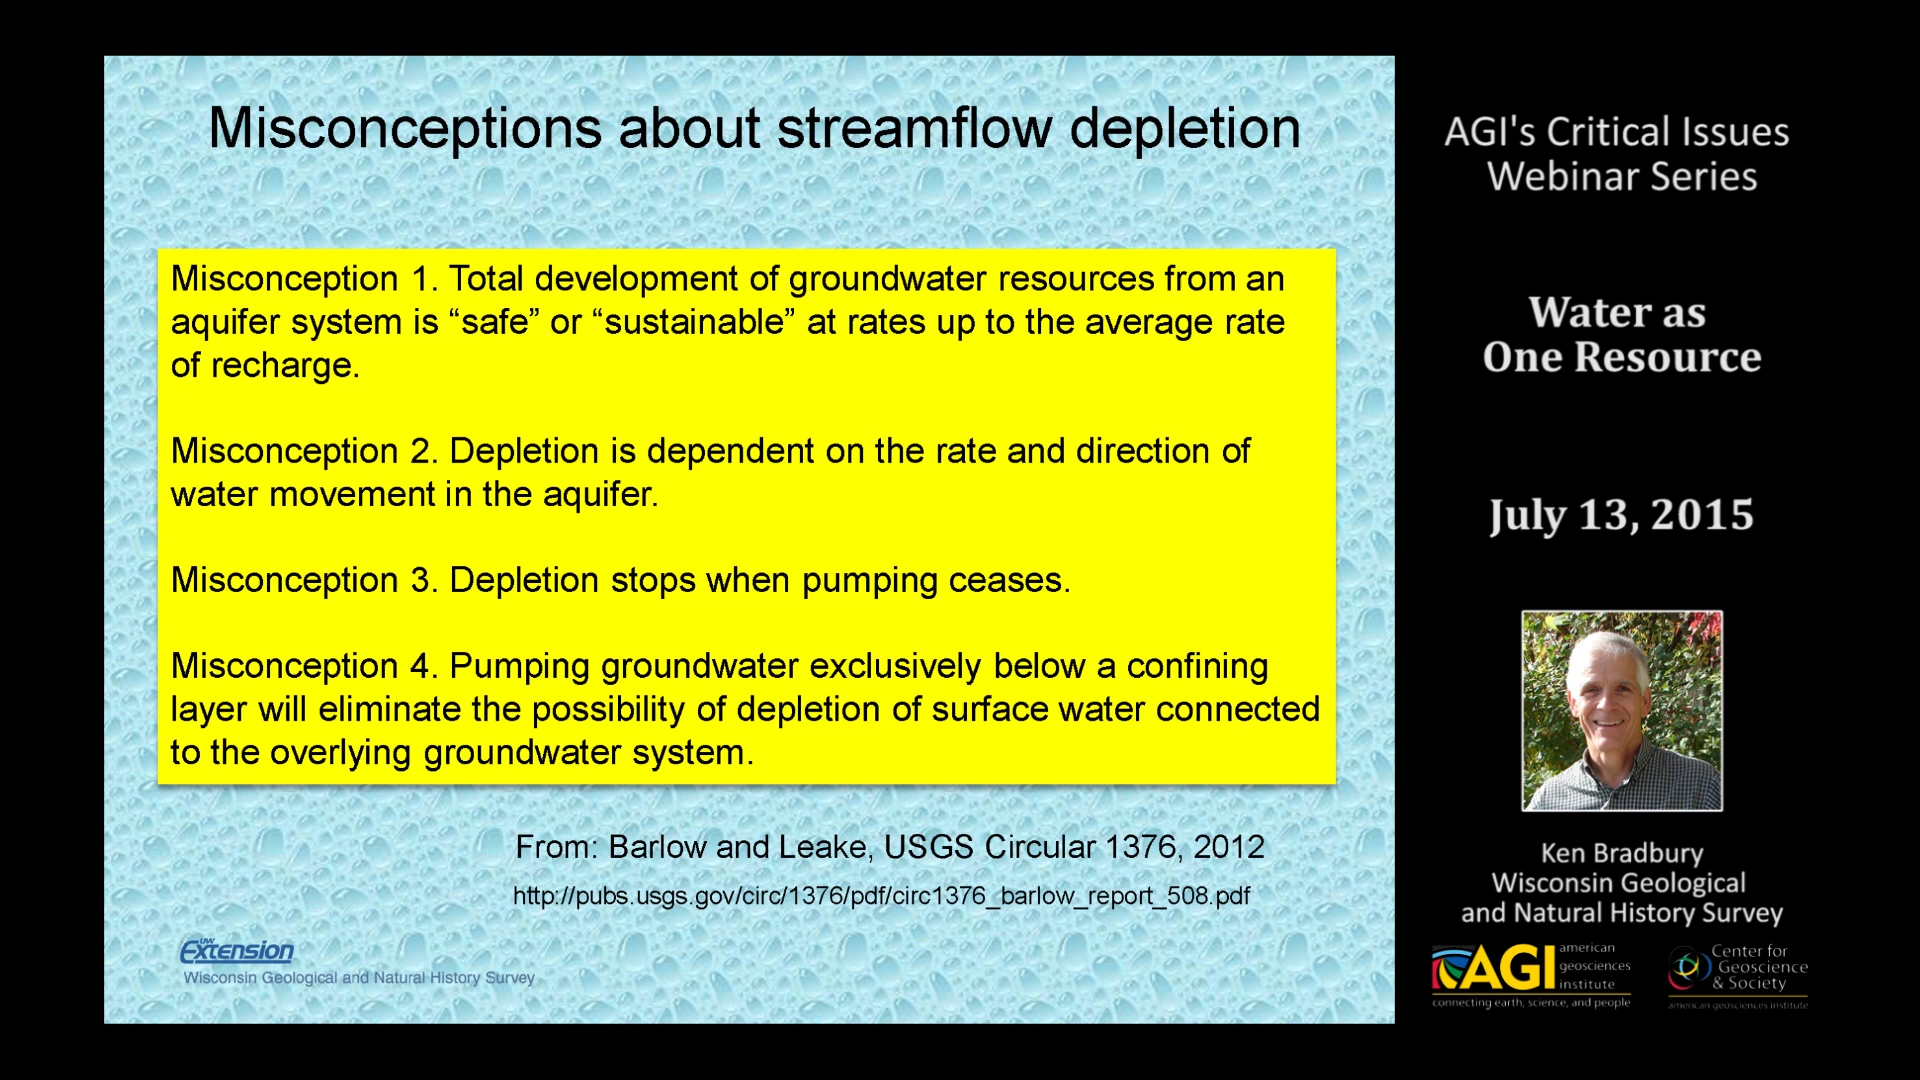 Misconceptions about streamflow depletion
Misconception 1. Total development of groundwater resources from an
aquifer system is “safe” or “sustainable” at rates up to the average rate
of recharge.
Misconception 2. Depletion is dependent on the rate and direction of
water movement in the aquifer.
Misconception 3. Depletion stops when pumping ceases.
Misconception 4. Pumping groundwater exclusively below a confining
layer will eliminate the possibility of depletion of surface water connected
to the overlying groundwater system.
From: Barlow and Leake, USGS Circular 1376, 2012
http://pubs.usgs.gov/circ/1376/pdf/circ1376_barlow_report_508.pdf
UW
Extension
Wisconsin Geological and Natural History Survey
AGI's Critical Issues
Webinar Series
Water as
One Resource
July 13, 2015
Ken Bradbury
Wisconsin Geological
and Natural History Survey
AGI
american
geosciences
institute
connecting earth, science, and people
Center for
Geoscience
& Society
american geosciences institute